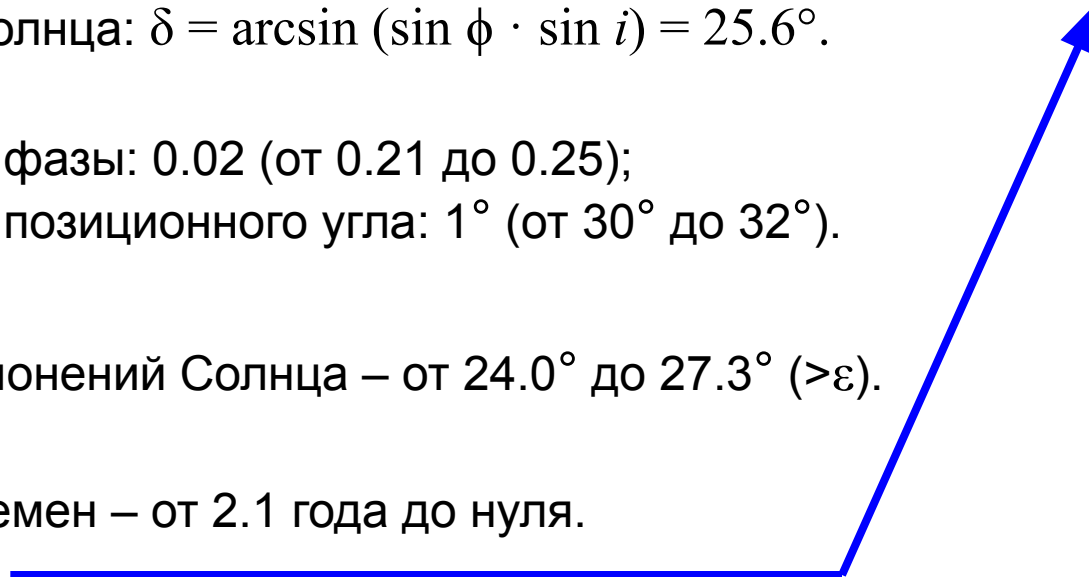 олнца: δ = arcsin (sin ϕ · sin i) = 25.6°.
фазы: 0.02 (от 0.21 до 0.25);
позиционного угла: 1° (от 30° до 32°).
лонений Солнца – от 24.0° до 27.3° (>ε).
емен – от 2.1 года до нуля.